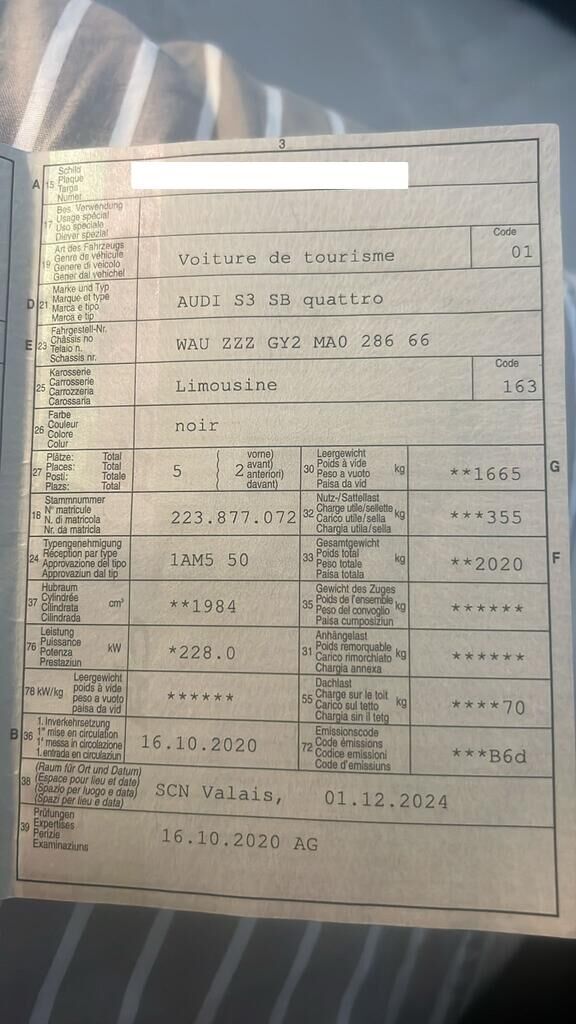 3
A 15 Schild
Plaque
Targa
Numer
17 Bes. Verwendung
Usage spécial
Uso speciale
Diever spezial
19 Art des Fahrzeugs
Genre de véhicule
Genere di veicolo
Gener dal vehichel
Voiture de tourisme
Code
01
D 21 Marke und Typ
Marque et type
Marca e tipo
Marca e tip
AUDI S3 SB quattro
E 23 Fahrgestell-Nr.
Châssis no
Telaio n.
Schassis nr.
WAU ZZZ GY2 MA0 286 66
25 Karosserie
Carrosserie
Carrozzeria
Carossaria
Limousine
Code
163
26 Farbe
Couleur
Colore
Colur
noir
27 Plätze: Total
Places: Total
Posti: Totale
Plazs: Total
5 ( 2 vorne)
avant)
anteriori)
davant)
30 Leergewicht
Poids à vide
Peso a vuoto
Paisa da vid
kg
**1665
G
18 Stammnummer
N° matricule
N. di matricola
Nr. da matricla
223.877.072
32 Nutz-/Sattellast
Charge utile/sellette
Carico utile/sella
Chargia utila/sella
kg
***355
24 Typengenehmigung
Réception par type
Approvazione del tipo
Approvaziun dal tip
1AM5 50
33 Gesamtgewicht
Poids total
Peso totale
Paisa totala
kg
**2020
F
37 Hubraum
Cylindrée
Cilindrata
Cilindrada
cm³
**1984
35 Gewicht des Zuges
Poids de l'ensemble
Peso del convoglio
Paisa cumposiziun
kg
******
76 Leistung
Puissance
Potenza
Prestaziun
kW
*228.0
31 Anhängelast
Poids remorquable
Carico rimorchiato
Chargia annexa
kg
******
78 kW/kg
Leergewicht
poids à vide
peso a vuoto
paisa da vid
******
55 Dachlast
Charge sur le toit
Carico sul tetto
Chargia sin il tetg
kg
****70
B 36 1. Inverkehrsetzung
1re mise en circulation
1a messa in circolazione
1. entrada en circulaziun
16.10.2020
72 Emissionscode
Code émissions
Codice emissioni
Code d'emissiuns
***B6d
38 (Raum für Ort und Datum)
(Espace pour lieu et date)
(Spazio per luogo e data)
(Spazi per lieu e data)
SCN Valais, 01.12.2024
39 Prüfungen
Expertises
Perizie
Examinaziuns
16.10.2020 AG